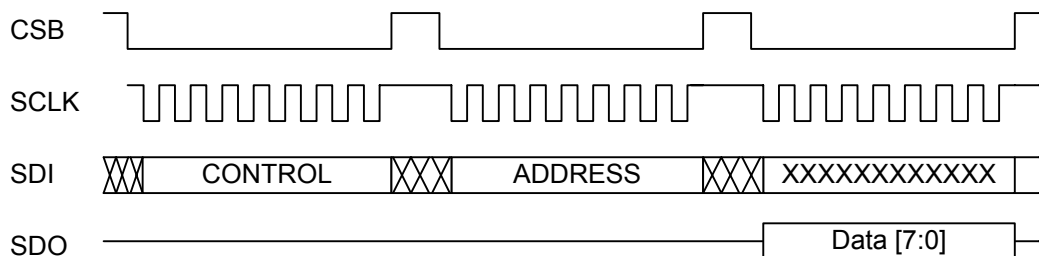 CSB
SCLK
SDI CONTROL ADDRESS XXXXXXXXXXXX
SDO Data [7:0]